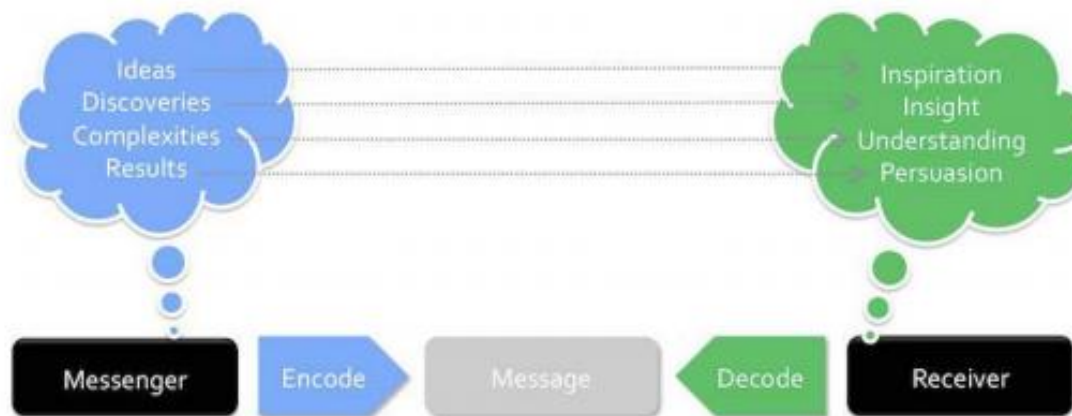 Ideas
Discoveries
Complexities
Results
Inspiration
Insight
Understanding
Persuasion
Messenger
Encode
Message
Decode
Receiver